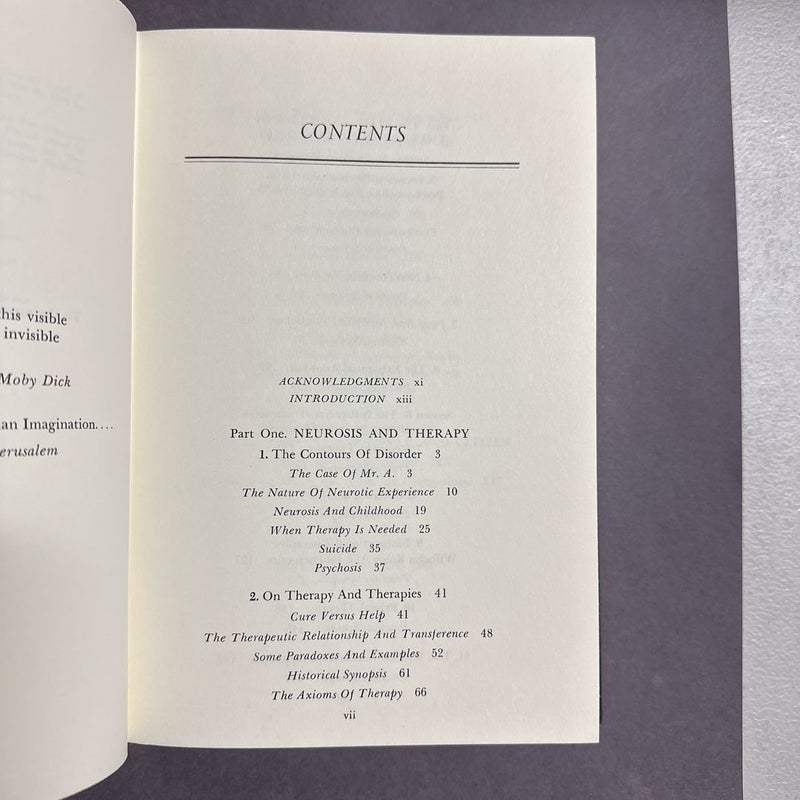 his visible
invisible
Moby Dick
an Imagination....
erusalem
CONTENTS
ACKNOWLEDGMENTS xi
INTRODUCTION xiii
Part One. NEUROSIS AND THERAPY
1. The Contours Of Disorder 3
The Case Of Mr. A. 3
The Nature Of Neurotic Experience 10
Neurosis And Childhood 19
When Therapy Is Needed 25
Suicide 35
Psychosis 37
2. On Therapy And Therapies 41
Cure Versus Help 41
The Therapeutic Relationship And Transference 48
Some Paradoxes And Examples 52
Historical Synopsis 61
The Axioms Of Therapy 66
vii